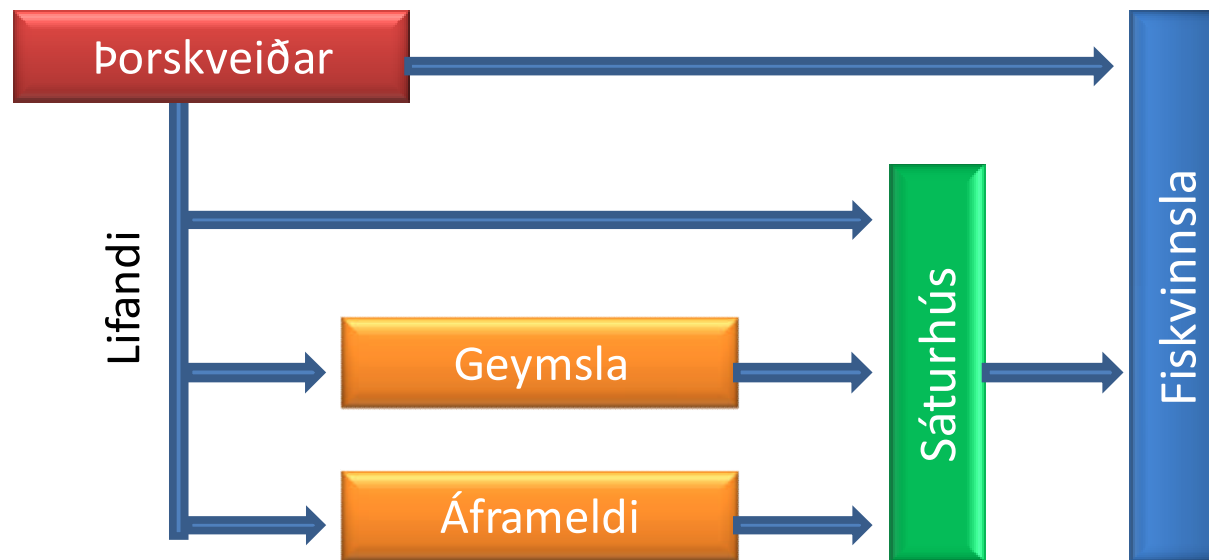 Þorskveiðar
Lifandi
Geymsla
Áframeldi
Sáturhús
Fiskvinnsla